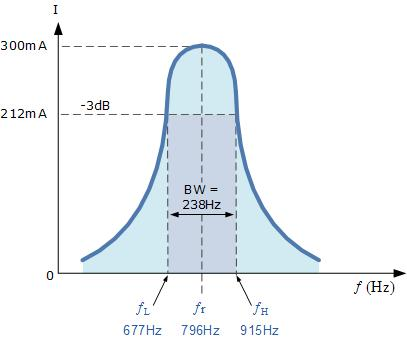 I
300mA
-3dB
212mA
BW =
238Hz
0
f (Hz)
fL fr fH
677Hz 796Hz 915Hz